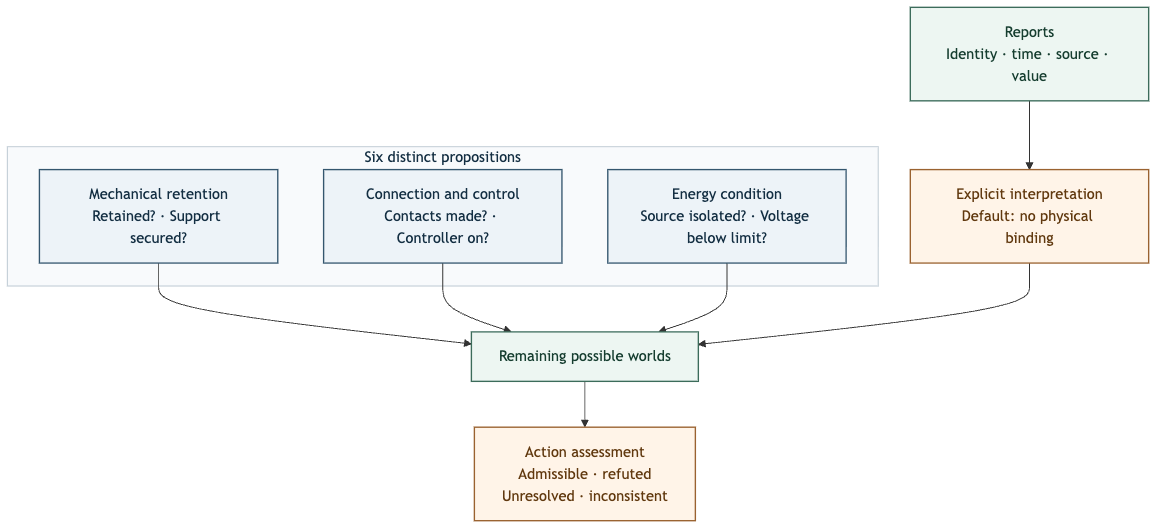 Reports
Identity · time · source ·
value
Six distinct propositions
Mechanical retention
Retained? · Support
secured?
Connection and control
Contacts made? ·
Controller on?
Energy condition
Source isolated? · Voltage
below limit?
Explicit interpretation
Default: no physical
binding
Remaining possible worlds
Action assessment
Admissible · refuted
Unresolved · inconsistent